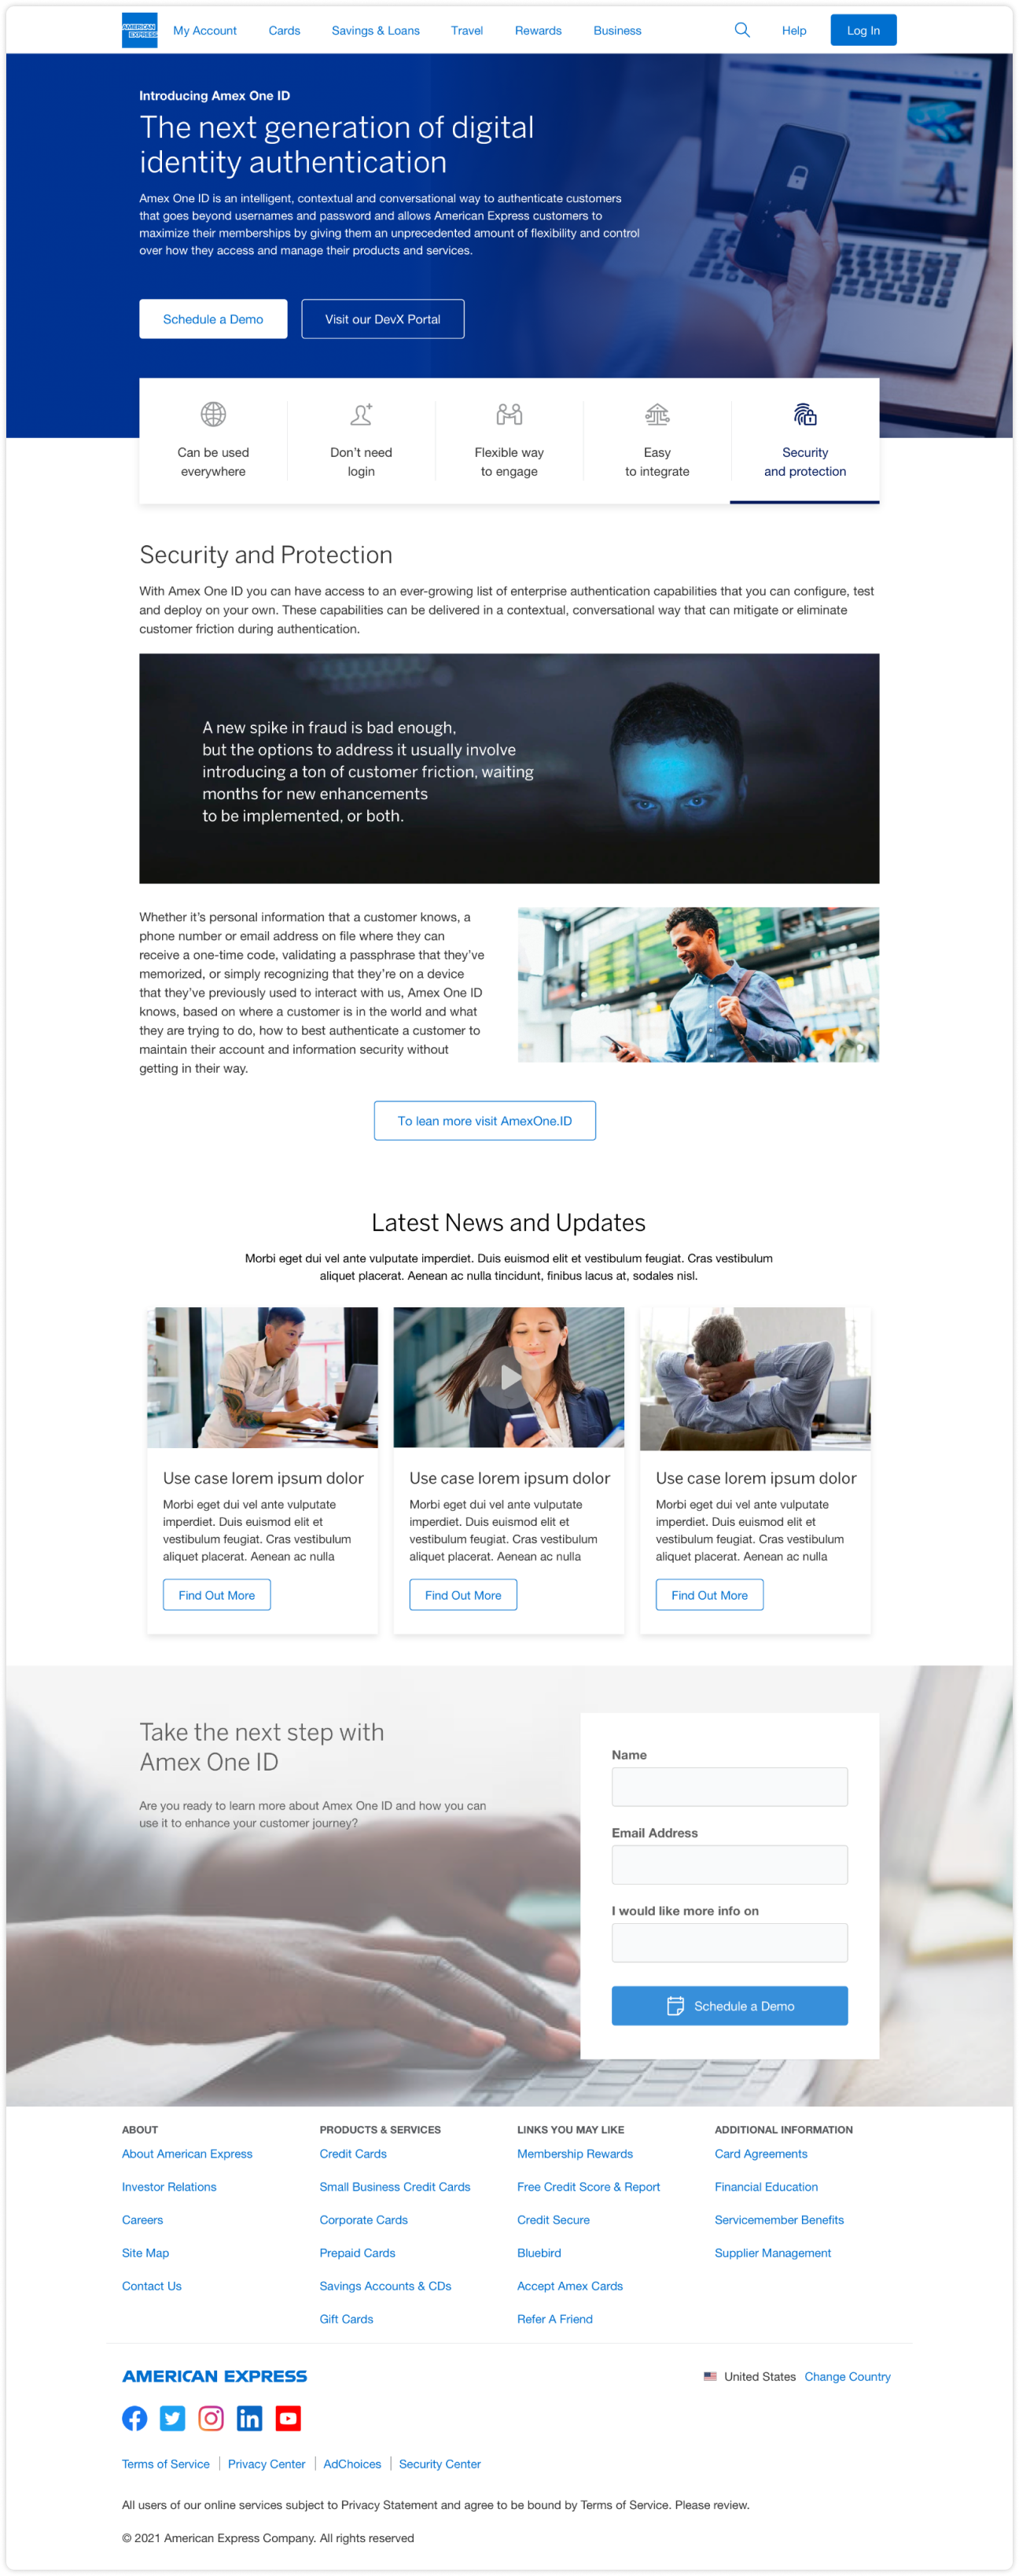 AMERICAN
EXPRESS
My Account
Cards
Savings & Loans
Travel
Rewards
Business
Help
Log In
Introducing Amex One ID
The next generation of digital
identity authentication
Amex One ID is an intelligent, contextual and conversational way to authenticate customers
that goes beyond usernames and password and allows American Express customers to
maximize their memberships by giving them an unprecedented amount of flexibility and control
over how they access and manage their products and services.
Schedule a Demo
Visit our DevX Portal
Can be used
everywhere
Don't need
login
Flexible way
to engage
Easy
to integrate
Security
and protection
Security and Protection
With Amex One ID you can have access to an ever-growing list of enterprise authentication capabilities that you can configure, test
and deploy on your own. These capabilities can be delivered in a contextual, conversational way that can mitigate or eliminate
customer friction during authentication.
A new spike in fraud is bad enough,
but the options to address it usually involve
introducing a ton of customer friction, waiting
months for new enhancements
to be implemented, or both.
Whether it's personal information that a customer knows, a
phone number or email address on file where they can
receive a one-time code, validating a passphrase that they've
memorized, or simply recognizing that they're on a device
that they've previously used to interact with us, Amex One ID
knows, based on where a customer is in the world and what
they are trying to do, how to best authenticate a customer to
maintain their account and information security without
getting in their way.
To lean more visit AmexOne.ID
Latest News and Updates
Morbi eget dui vel ante vulputate imperdiet. Duis euismod elit et vestibulum feugiat. Cras vestibulum
aliquet placerat. Aenean ac nulla tincidunt, finibus lacus at, sodales nisl.
Use case lorem ipsum dolor
Morbi eget dui vel ante vulputate
imperdiet. Duis euismod elit et
vestibulum feugiat. Cras vestibulum
aliquet placerat. Aenean ac nulla
Find Out More
Use case lorem ipsum dolor
Morbi eget dui vel ante vulputate
imperdiet. Duis euismod elit et
vestibulum feugiat. Cras vestibulum
aliquet placerat. Aenean ac nulla
Find Out More
Use case lorem ipsum dolor
Morbi eget dui vel ante vulputate
imperdiet. Duis euismod elit et
vestibulum feugiat. Cras vestibulum
aliquet placerat. Aenean ac nulla
Find Out More
Take the next step with
Amex One ID
Are you ready to learn more about Amex One ID and how you can
use it to enhance your customer journey?
Name
Email Address
I would like more info on
Schedule a Demo
ABOUT
About American Express
Investor Relations
Careers
Site Map
Contact Us
PRODUCTS & SERVICES
Credit Cards
Small Business Credit Cards
Corporate Cards
Prepaid Cards
Savings Accounts & CDs
Gift Cards
LINKS YOU MAY LIKE
Membership Rewards
Free Credit Score & Report
Credit Secure
Bluebird
Accept Amex Cards
Refer A Friend
ADDITIONAL INFORMATION
Card Agreements
Financial Education
Servicemember Benefits
Supplier Management
AMERICAN EXPRESS
United States Change Country
Terms of Service
Privacy Center
AdChoices
Security Center
All users of our online services subject to Privacy Statement and agree to be bound by Terms of Service. Please review.
© 2021 American Express Company. All rights reserved